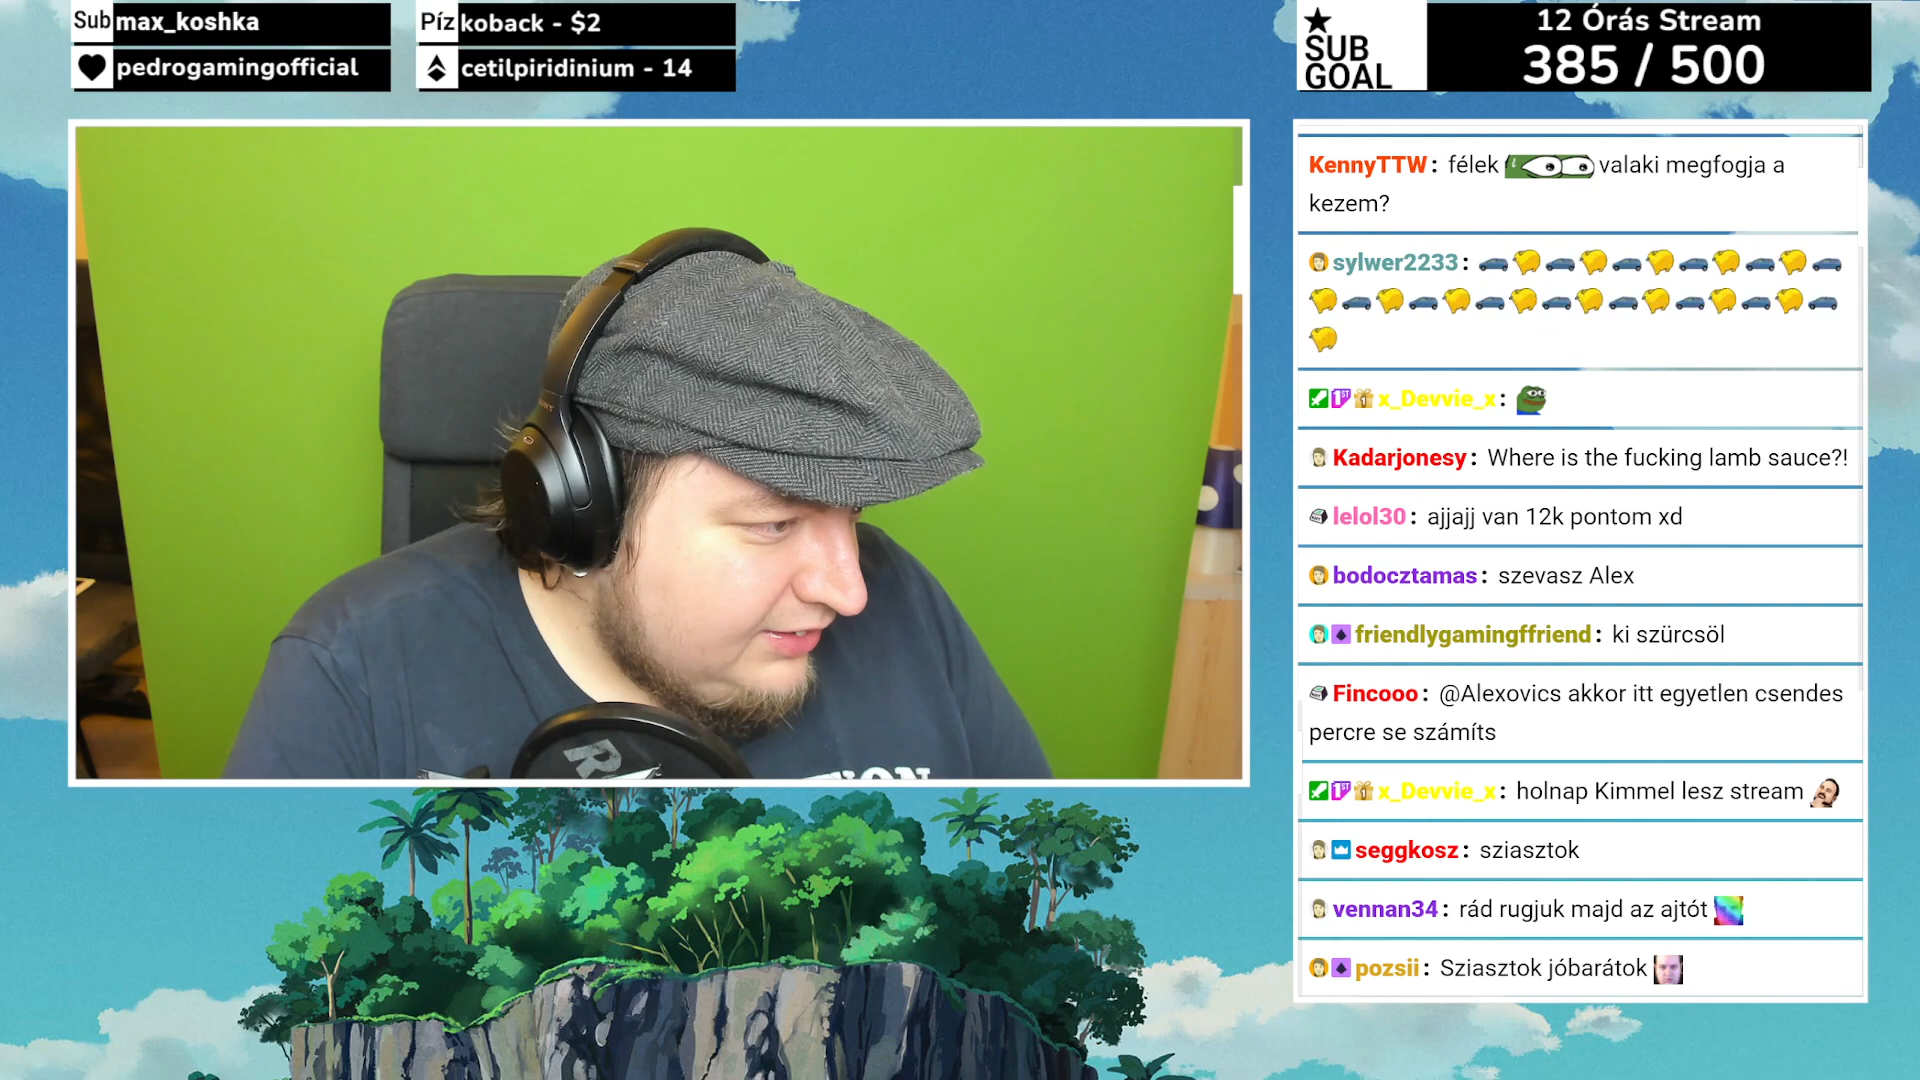 Sub max_koshka
pedrogamingofficial
Píz koback - $2
cetilpiridinium - 14
SUB
GOAL
12 Órás Stream
385 / 500
KennyTTW: félek valaki megfogja a
kezem?
sylwer2233:
x_Devvie_x:
Kadarjonesy: Where is the fucking lamb sauce?!
lelol30: ajjajj van 12k pontom xd
bodocztamas: szevasz Alex
friendlygamingffriend: ki szürcsöl
Fincooo: @Alexovics akkor itt egyetlen csendes
percre se számíts
x_Devvie_x: holnap Kimmel lesz stream
seggkosz: sziasztok
vennan34: rád rugjuk majd az ajtót
pozsii: Sziasztok jóbarátok